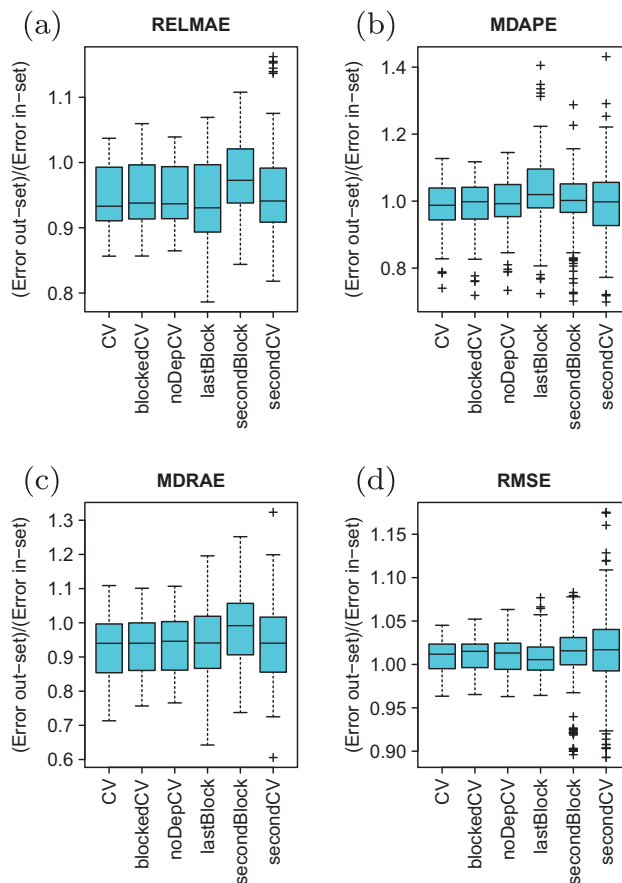 (a) RELMAE
(Error out−set)/(Error in−set)
1.1
1.0
0.9
0.8
CV
blockedCV
noDepCV
lastBlock
secondBlock
secondCV
(b) MDAPE
(Error out−set)/(Error in−set)
1.4
1.2
1.0
0.8
CV
blockedCV
noDepCV
lastBlock
secondBlock
secondCV
(c) MDRAE
(Error out−set)/(Error in−set)
1.3
1.2
1.1
1.0
0.9
0.8
0.7
0.6
CV
blockedCV
noDepCV
lastBlock
secondBlock
secondCV
(d) RMSE
(Error out−set)/(Error in−set)
1.15
1.10
1.05
1.00
0.95
0.90
CV
blockedCV
noDepCV
lastBlock
secondBlock
secondCV